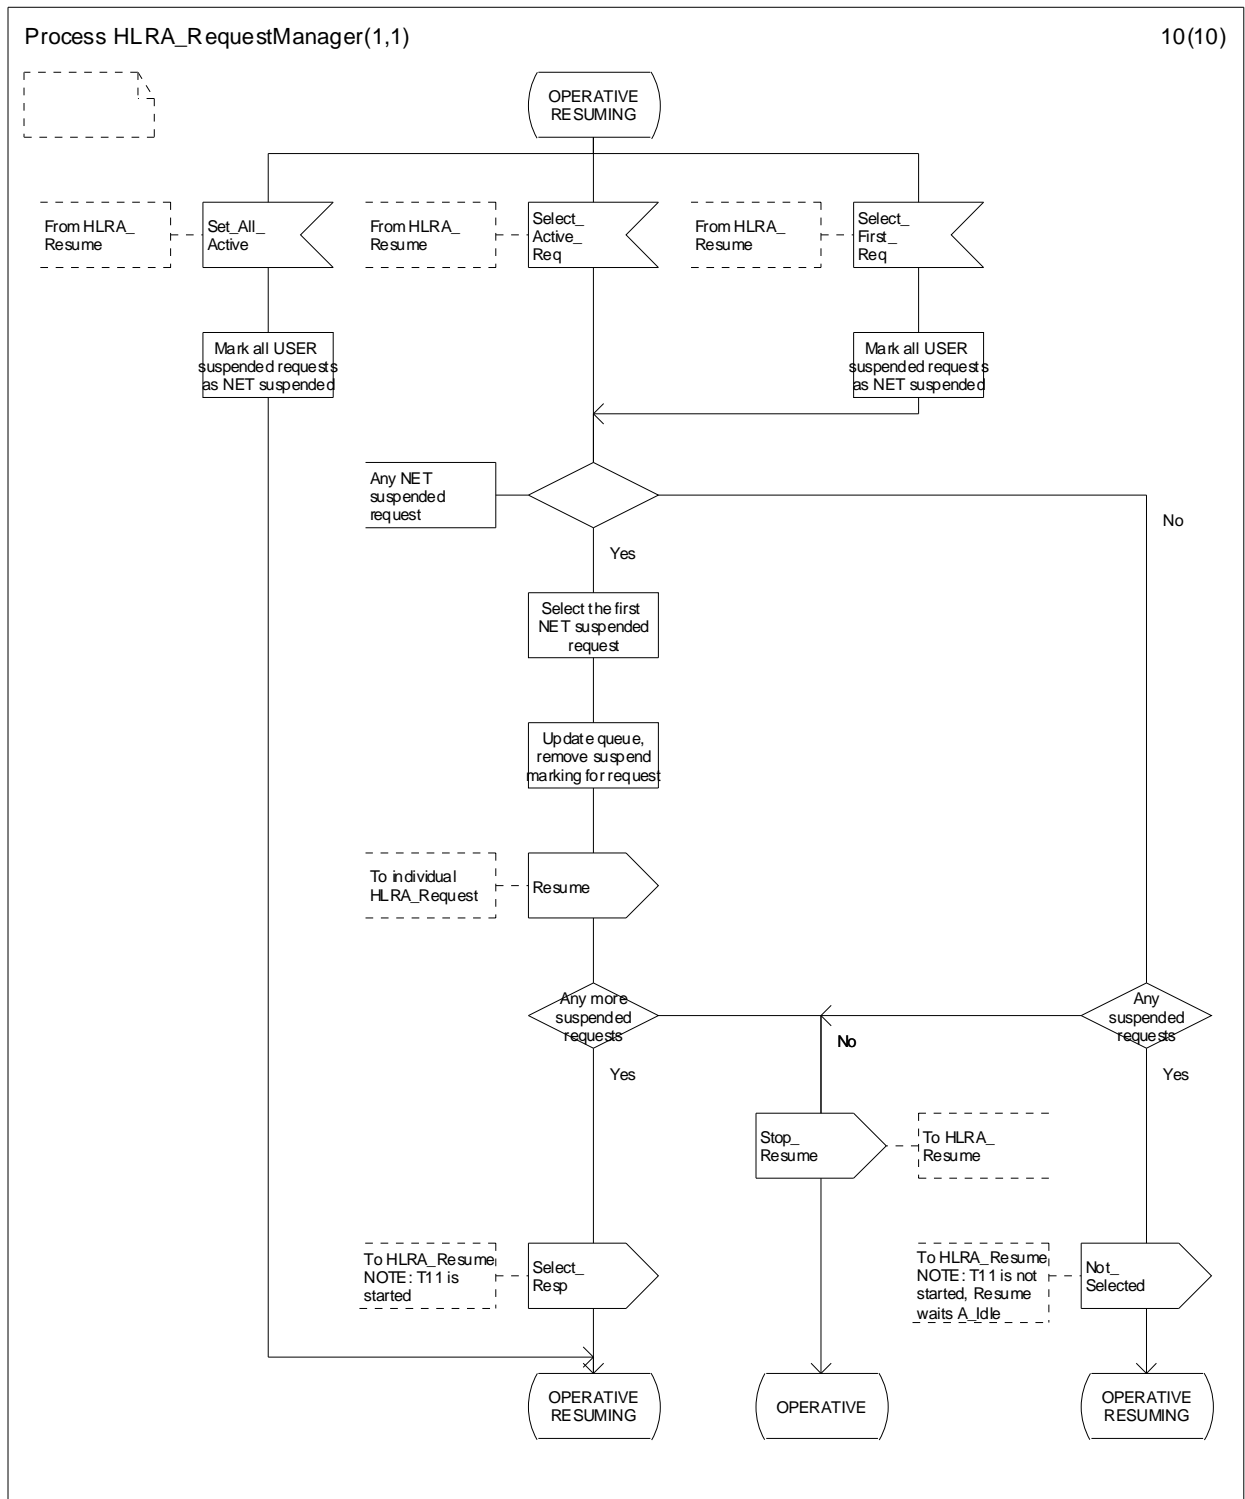 Process HLRA_RequestManager(1,1)
10(10)
OPERATIVE
RESUMING
From HLRA_
Resume
Set_All_
Active
From HLRA_
Resume
Select_
Active_
Req
From HLRA_
Resume
Select_
First_
Req
Mark all USER
suspended requests
as NET suspended
Mark all USER
suspended requests
as NET suspended
Any NET
suspended
request
No
Yes
Select the first
NET suspended
request
Update queue,
remove suspend
marking for request
To individual
HLRA_Request
Resume
Any more
suspended
requests
Any
suspended
requests
No
Yes
Yes
Stop_
Resume
To HLRA_
Resume
To HLRA_Resume
NOTE: T11 is
started
Select_
Resp
To HLRA_Resume
NOTE: T11 is not
started, Resume
waits A_Idle
Not_
Selected
OPERATIVE
RESUMING
OPERATIVE
OPERATIVE
RESUMING